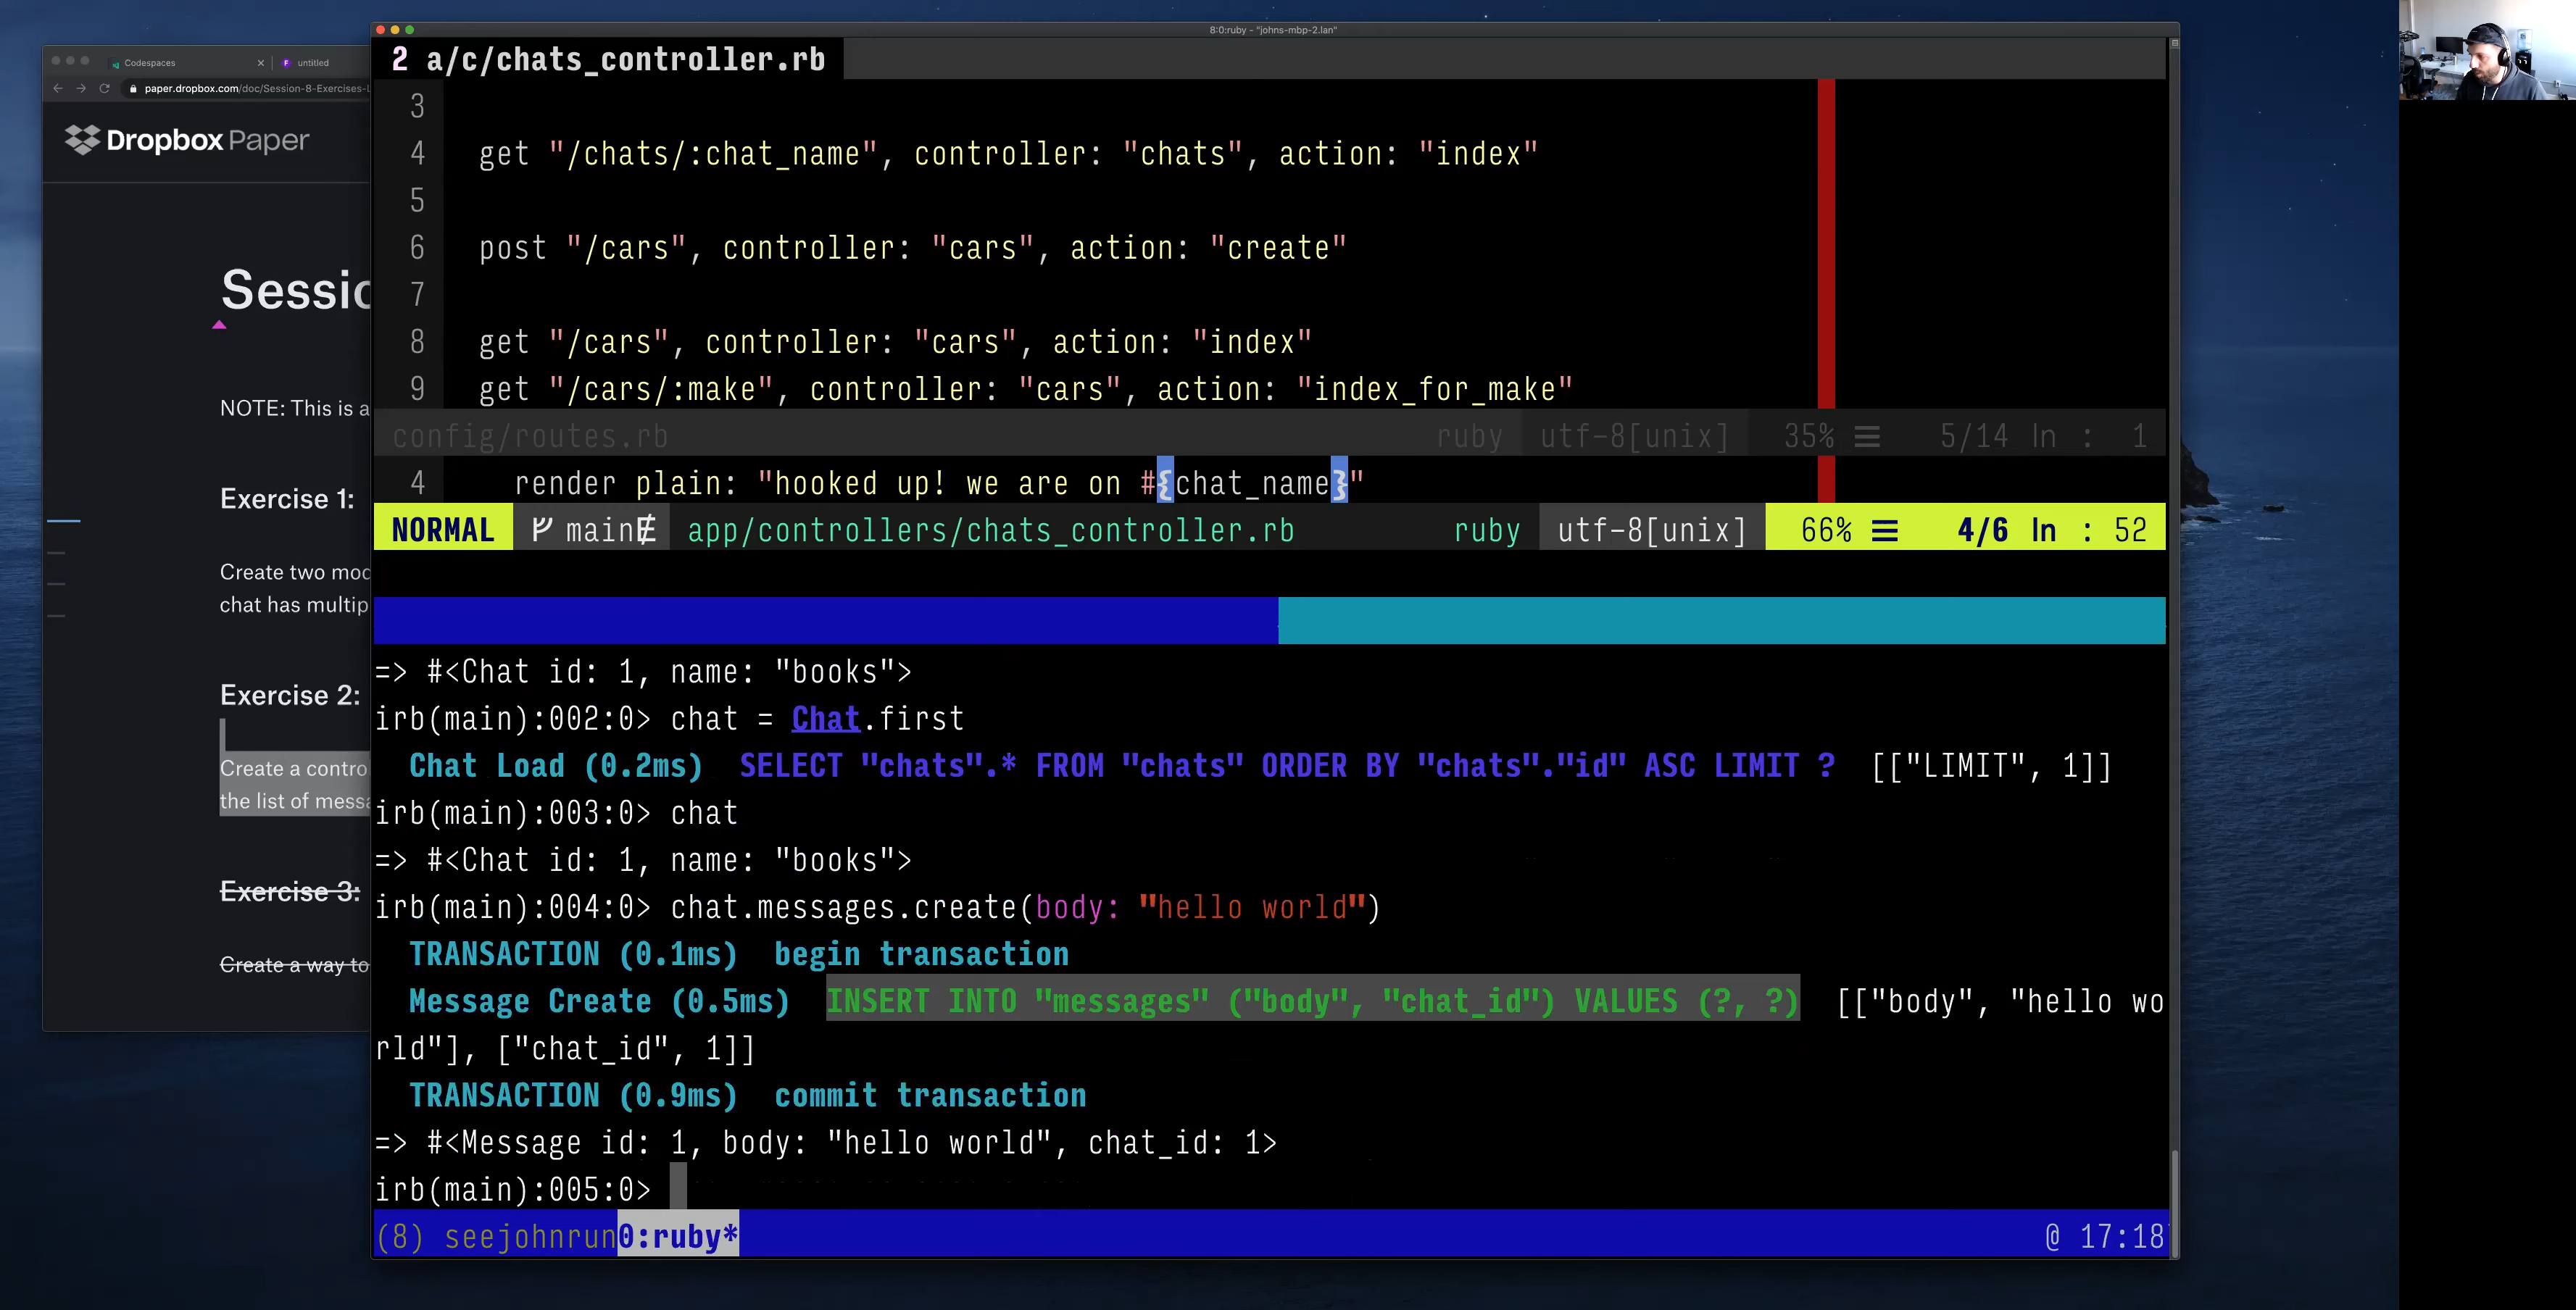 8:0:ruby - "johns-mbp-2.lan"
Codespaces
untitled
paper.dropbox.com/doc/Session-8-Exercises-
Dropbox Paper
Sessio
NOTE: This is a
Exercise 1:
Create two mod
chat has multip
Exercise 2:
Create a contro
the list of messa
Exercise 3:
Create a way to
2 a/c/chats_controller.rb
3
4 get "/chats/:chat_name", controller: "chats", action: "index"
5
6 post "/cars", controller: "cars", action: "create"
7
8 get "/cars", controller: "cars", action: "index"
9 get "/cars/:make", controller: "cars", action: "index_for_make"
config/routes.rb ruby utf-8[unix] 35% ☰ 5/14 ln : 1
4 render plain: "hooked up! we are on #{chat_name}"
NORMAL main app/controllers/chats_controller.rb ruby utf-8[unix] 66% ☰ 4/6 ln : 52
=> #<Chat id: 1, name: "books">
irb(main):002:0> chat = Chat.first
Chat Load (0.2ms) SELECT "chats".* FROM "chats" ORDER BY "chats"."id" ASC LIMIT ? [["LIMIT", 1]]
irb(main):003:0> chat
=> #<Chat id: 1, name: "books">
irb(main):004:0> chat.messages.create(body: "hello world")
TRANSACTION (0.1ms) begin transaction
Message Create (0.5ms) INSERT INTO "messages" ("body", "chat_id") VALUES (?, ?) [["body", "hello wo
rld"], ["chat_id", 1]]
TRANSACTION (0.9ms) commit transaction
=> #<Message id: 1, body: "hello world", chat_id: 1>
irb(main):005:0>
(8) seejohnrun0:ruby* @ 17:18